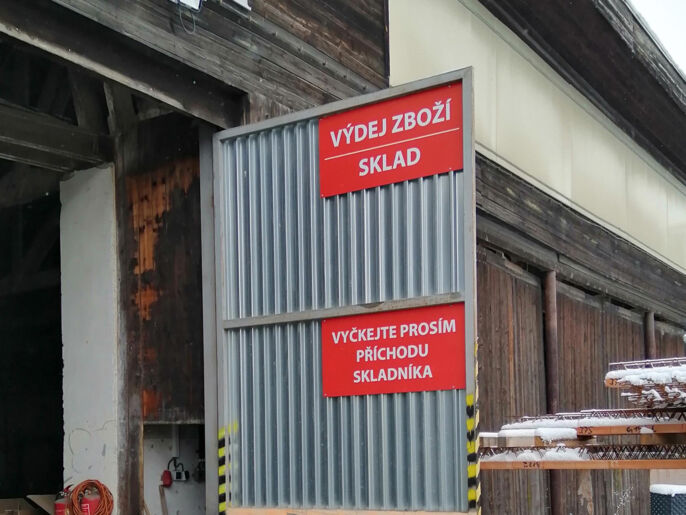 VÝDEJ ZBOŽÍ
SKLAD
VYČKEJTE PROSÍM
PŘÍCHODU
SKLADNÍKA